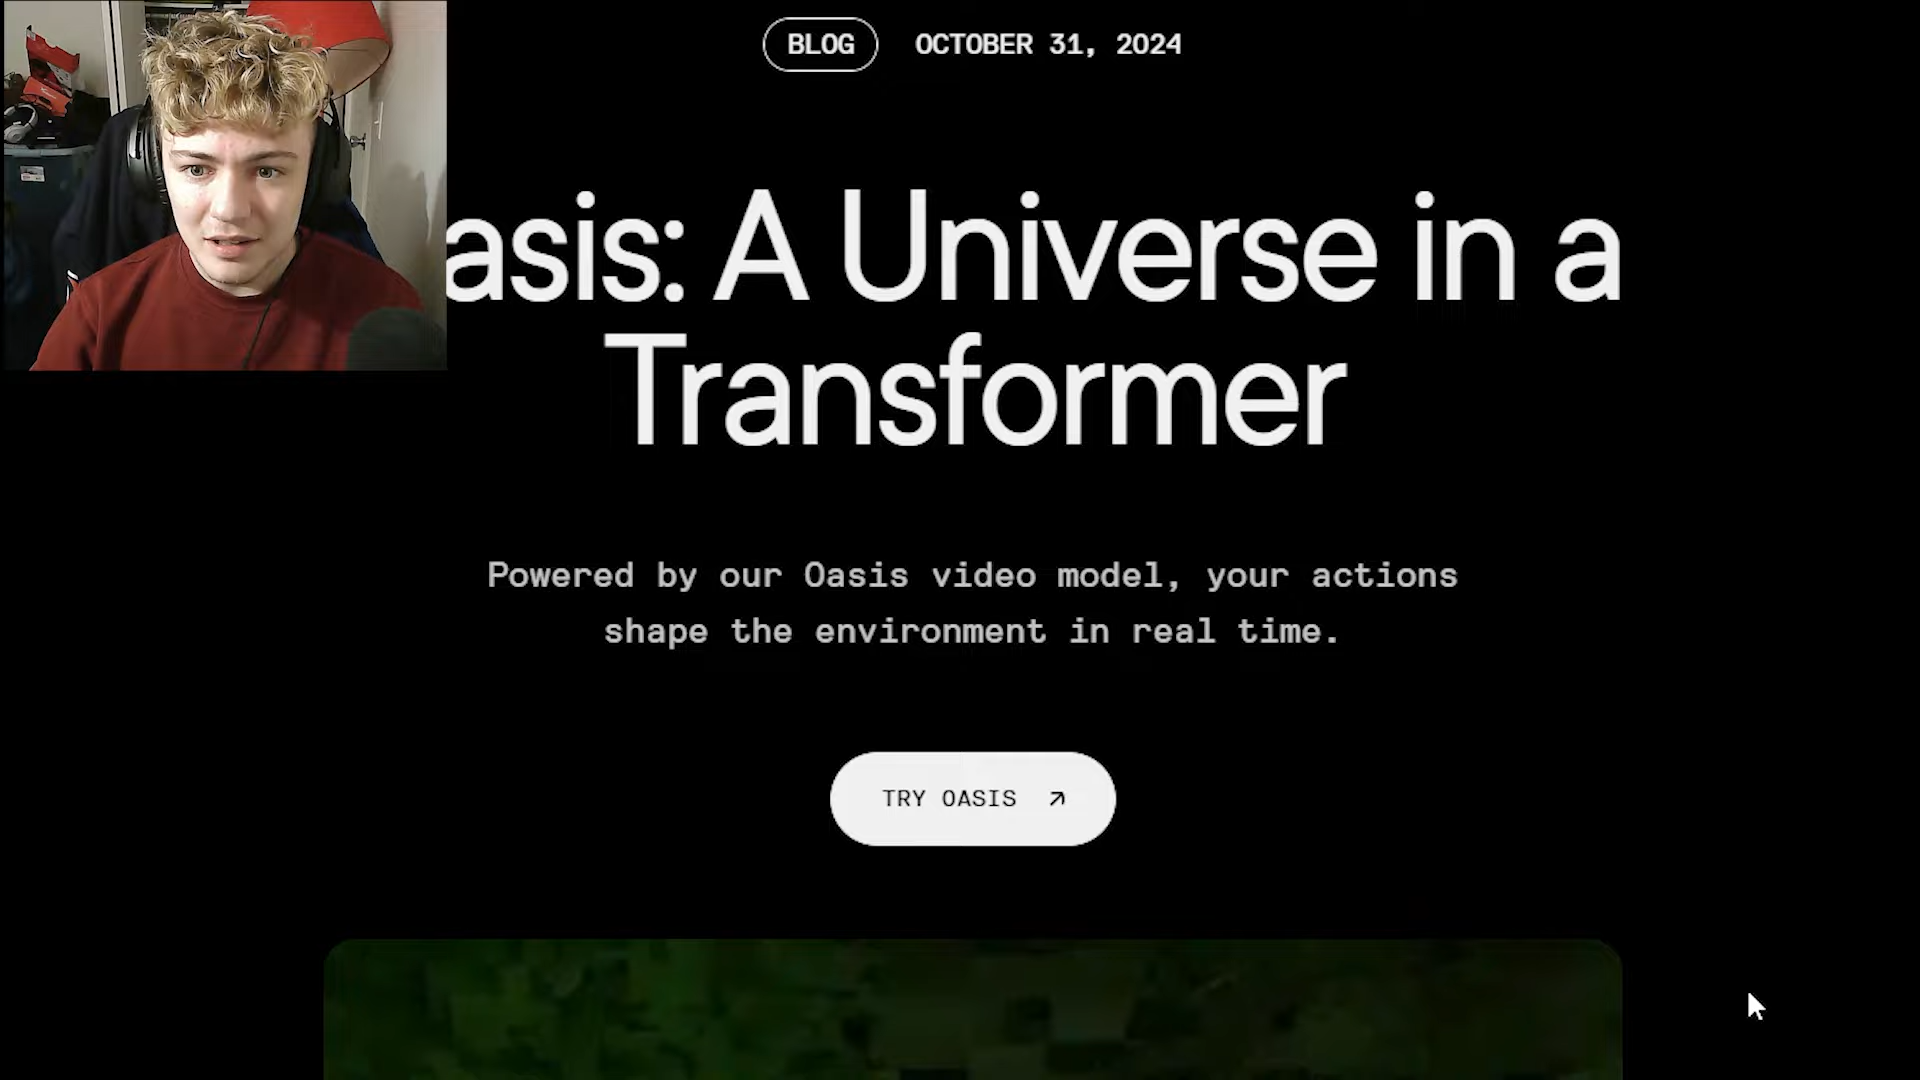 BLOG OCTOBER 31, 2024
asis: A Universe in a
Transformer
Powered by our Oasis video model, your actions
shape the environment in real time.
TRY OASIS